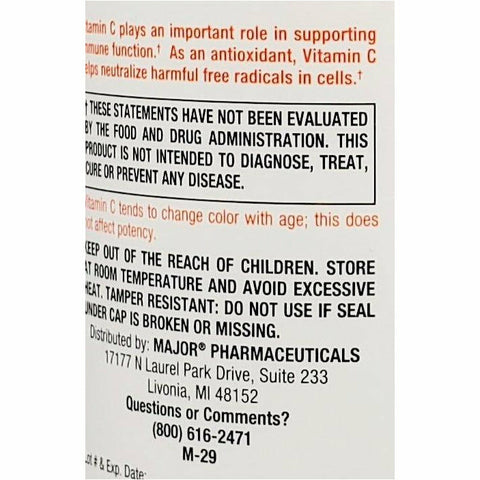 tamin C plays an important role in supporting
mmune function.† As an antioxidant, Vitamin C
elps neutralize harmful free radicals in cells.†
† THESE STATEMENTS HAVE NOT BEEN EVALUATED
BY THE FOOD AND DRUG ADMINISTRATION. THIS
PRODUCT IS NOT INTENDED TO DIAGNOSE, TREAT,
CURE OR PREVENT ANY DISEASE.
Vitamin C tends to change color with age; this does
not affect potency.
KEEP OUT OF THE REACH OF CHILDREN. STORE
AT ROOM TEMPERATURE AND AVOID EXCESSIVE
HEAT. TAMPER RESISTANT: DO NOT USE IF SEAL
UNDER CAP IS BROKEN OR MISSING.
Distributed by: MAJOR® PHARMACEUTICALS
17177 N Laurel Park Drive, Suite 233
Livonia, MI 48152
Questions or Comments?
(800) 616-2471
M-29
Lot # & Exp. Date: